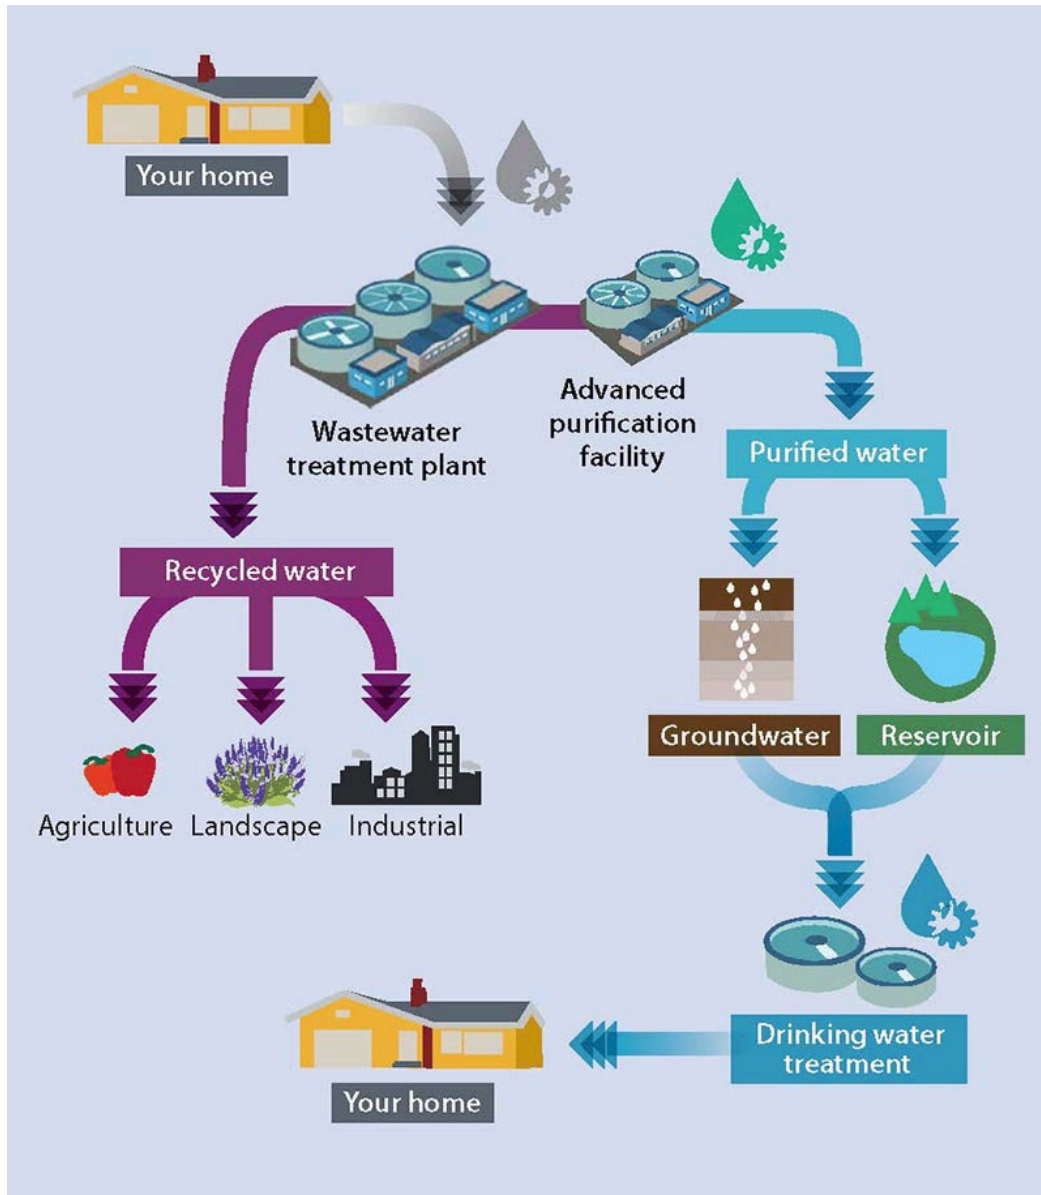 Your home
Wastewater
treatment plant
Advanced
purification
facility
Purified water
Recycled water
Groundwater
Reservoir
Agriculture
Landscape
Industrial
Drinking water
treatment
Your home